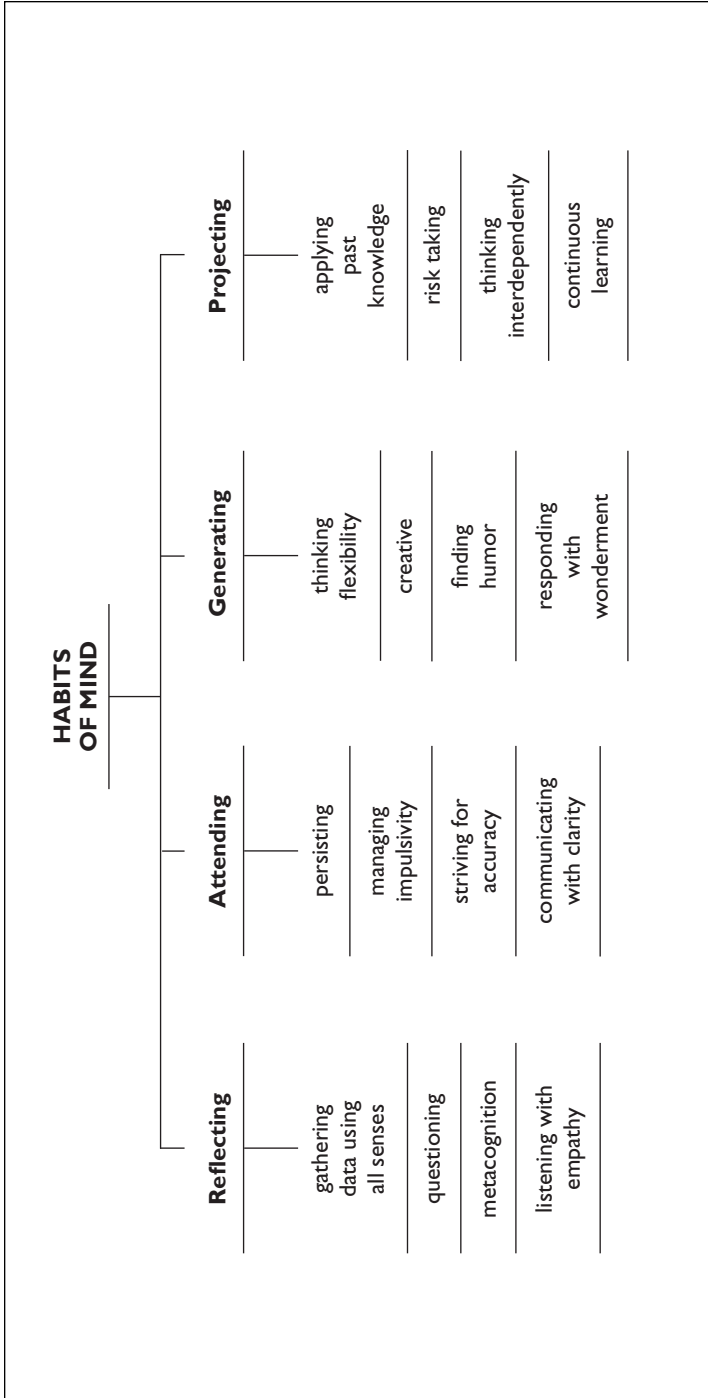 HABITS
OF MIND
Reflecting
gathering
data using
all senses
questioning
metacognition
listening with
empathy
Attending
persisting
managing
impulsivity
striving for
accuracy
communicating
with clarity
Generating
thinking
flexibility
creative
finding
humor
responding
with
wonderment
Projecting
applying
past
knowledge
risk taking
thinking
interdependently
continuous
learning